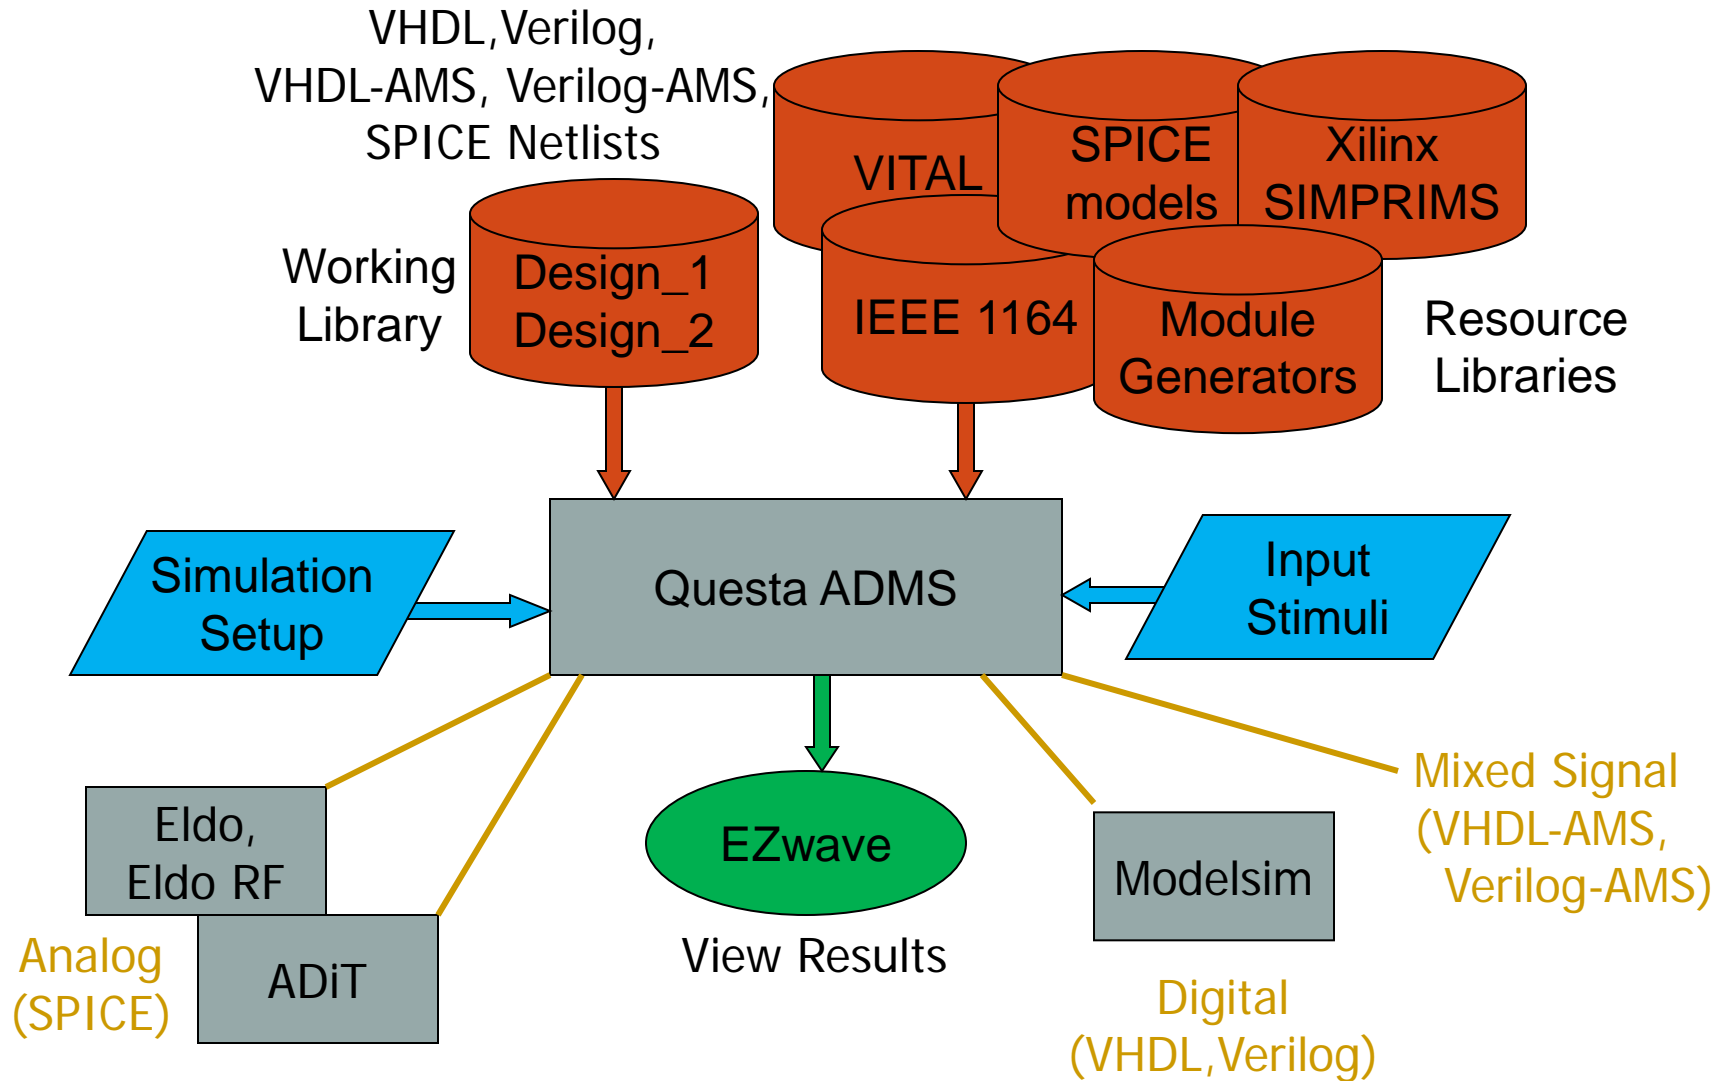 VHDL,Verilog,
VHDL-AMS, Verilog-AMS,
SPICE Netlists
VITAL
SPICE
models
Xilinx
SIMPRIMS
Working
Library
Design_1
Design_2
IEEE 1164
Module
Generators
Resource
Libraries
Simulation
Setup
Questa ADMS
Input
Stimuli
Eldo,
Eldo RF
ADiT
Analog
(SPICE)
EZwave
View Results
Modelsim
Digital
(VHDL,Verilog)
Mixed Signal
(VHDL-AMS,
Verilog-AMS)